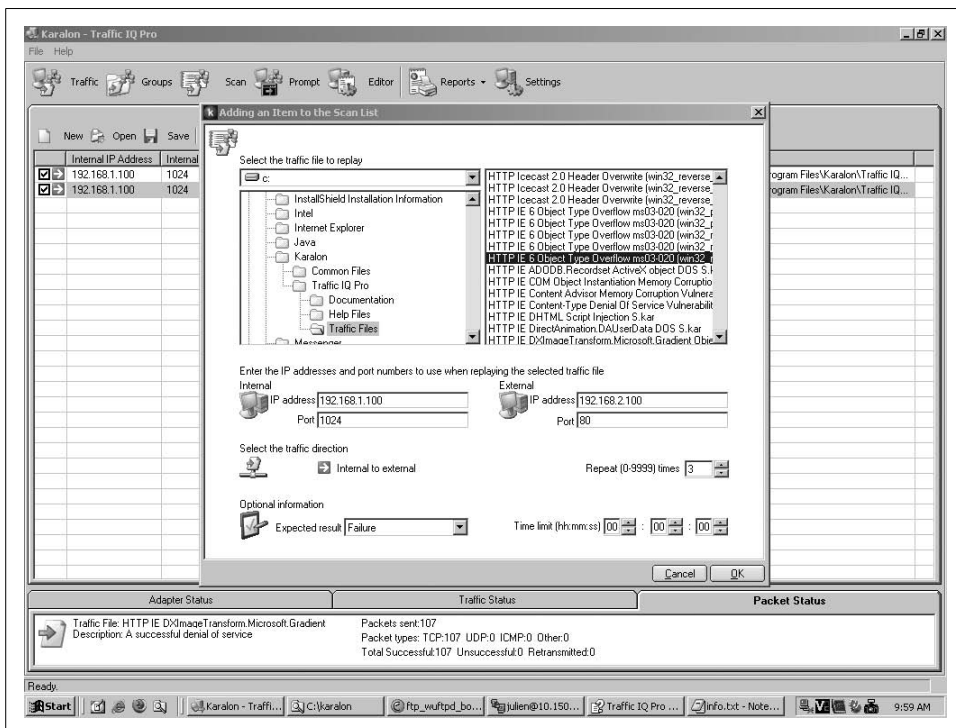 Karalon - Traffic IQ Pro
File Help
Traffic Groups Scan Prompt Editor Reports Settings
Adding an Item to the Scan List
New Open Save
Internal IP Address Internal
192.168.1.100 1024
192.168.1.100 1024
rogram Files\Karalon\Traffic IQ...
rogram Files\Karalon\Traffic IQ...
Select the traffic file to replay
c:
InstallShield Installation Information
Intel
Internet Explorer
Java
Karalon
Common Files
Traffic IQ Pro
Documentation
Help Files
Traffic Files
Messenger
HTTP Icecast 2.0 Header Overwrite (win32_reverse_
HTTP Icecast 2.0 Header Overwrite (win32_reverse_
HTTP Icecast 2.0 Header Overwrite (win32_reverse_
HTTP IE 6 Object Type Overflow ms03-020 (win32_
HTTP IE 6 Object Type Overflow ms03-020 (win32_
HTTP IE 6 Object Type Overflow ms03-020 (win32_
HTTP IE 6 Object Type Overflow ms03-020 (win32_
HTTP IE 6 Object Type Overflow ms03-020 (win32_
HTTP IE ADODB.Recordset ActiveX object DOS S.
HTTP IE COM Object Instantiation Memory Corruptio
HTTP IE Content Advisor Memory Corruption Vulnera
HTTP IE Content-Type Denial Of Service Vulnerabilit
HTTP IE DHTML Script Injection S.kar
HTTP IE DirectAnimation.DAUserData DOS S.kar
HTTP IE DXImageTransform.Microsoft.Gradient Obje
Enter the IP addresses and port numbers to use when replaying the selected traffic file
Internal External
IP address 192.168.1.100 IP address 192.168.2.100
Port 1024 Port 80
Select the traffic direction
Internal to external Repeat (0-9999) times 3
Optional information
Expected result Failure Time limit (hh:mm:ss) 00 : 00 : 00
Cancel OK
Adapter Status Traffic Status Packet Status
Traffic File: HTTP IE DXImageTransform.Microsoft.Gradient
Description: A successful denial of service
Packets sent:107
Packet types: TCP:107 UDP:0 ICMP:0 Other:0
Total Successful:107 Unsuccessful:0 Retransmitted:0
Ready.
Start Karalon - Traffi... C:\karalon ftp_wuftpd_bo... julien@10.150... Traffic IQ Pro ... info.txt - Note... 9:59 AM